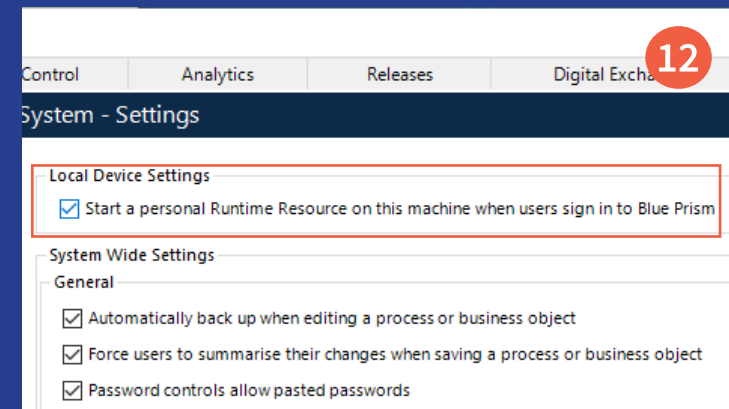 12
Control Analytics Releases Digital Excha
System - Settings
Local Device Settings
Start a personal Runtime Resource on this machine when users sign in to Blue Prism
System Wide Settings
General
Automatically back up when editing a process or business object
Force users to summarise their changes when saving a process or business object
Password controls allow pasted passwords